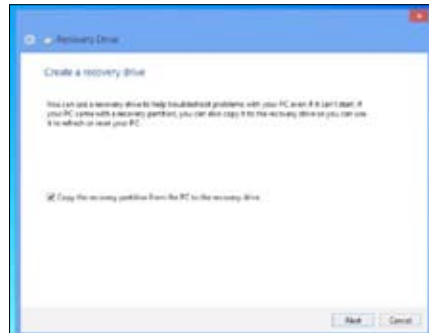 Recovery Drive
Create a recovery drive
You can use a recovery drive to help troubleshoot problems with your PC even if it can't start. If
your PC came with a recovery partition, you can also copy it to the recovery drive so you can use
it to refresh or reset your PC.
Copy the recovery partition from the PC to the recovery drive.
Next
Cancel